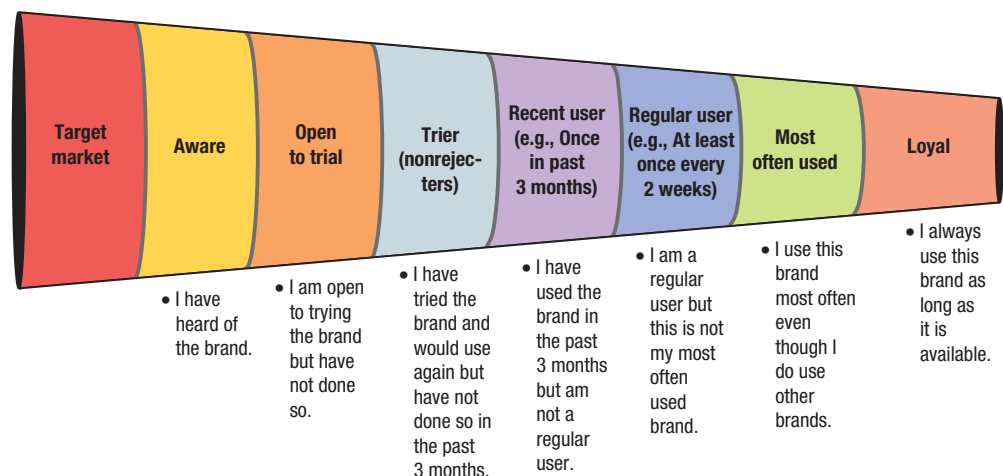 Target
market
Aware
Open
to trial
Trier
(nonrejec-
ters)
Recent user
(e.g., Once
in past
3 months)
Regular user
(e.g., At least
once every
2 weeks)
Most
often used
Loyal
• I have
heard of
the brand.
• I am open
to trying
the brand
but have
not done
so.
• I have
tried the
brand and
would use
again but
have not
done so in
the past
3 months.
• I have
used the
brand in
the past
3 months
but am
not a
regular
user.
• I am a
regular
user but
this is not
my most
often
used
brand.
• I use this
brand
most often
even
though I
do use
other
brands.
• I always
use this
brand as
long as
it is
available.